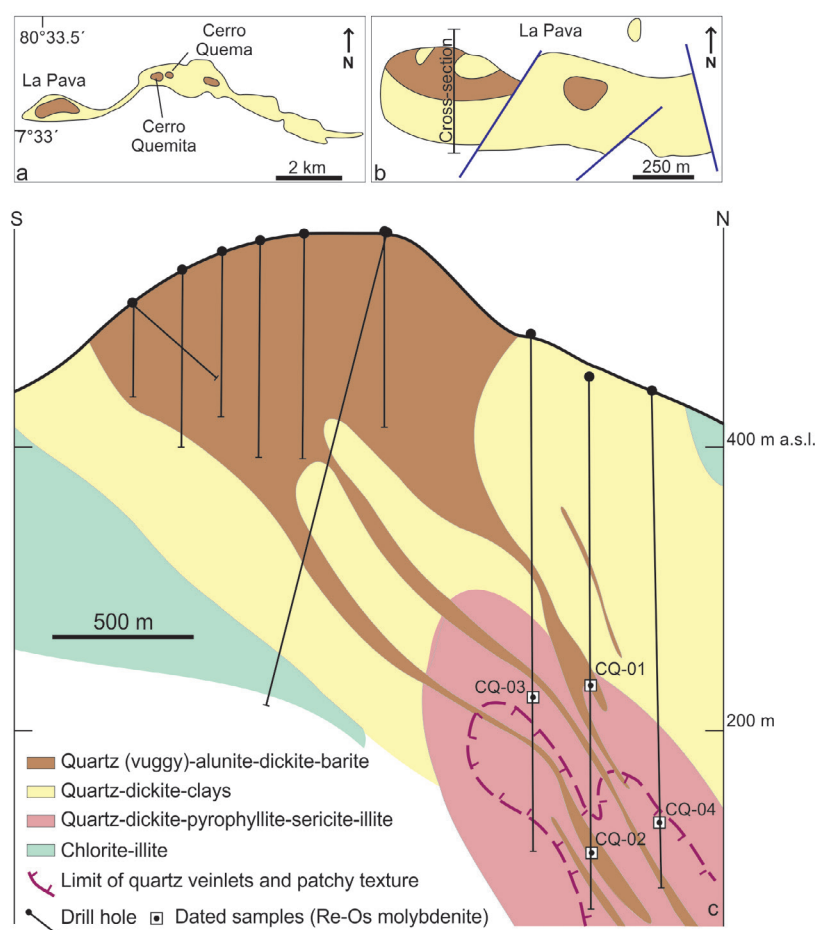 80°33.5´
Cerro
Quema
N
La Pava
Cerro
Quemita
7°33´
2 km
a
La Pava
N
Cross-section
b
250 m
S
N
400 m a.s.l.
500 m
CQ-01
CQ-03
200 m
CQ-04
CQ-02
Quartz (vuggy)-alunite-dickite-barite
Quartz-dickite-clays
Quartz-dickite-pyrophyllite-sericite-illite
Chlorite-illite
Limit of quartz veinlets and patchy texture
Drill hole
Dated samples (Re-Os molybdenite)
c